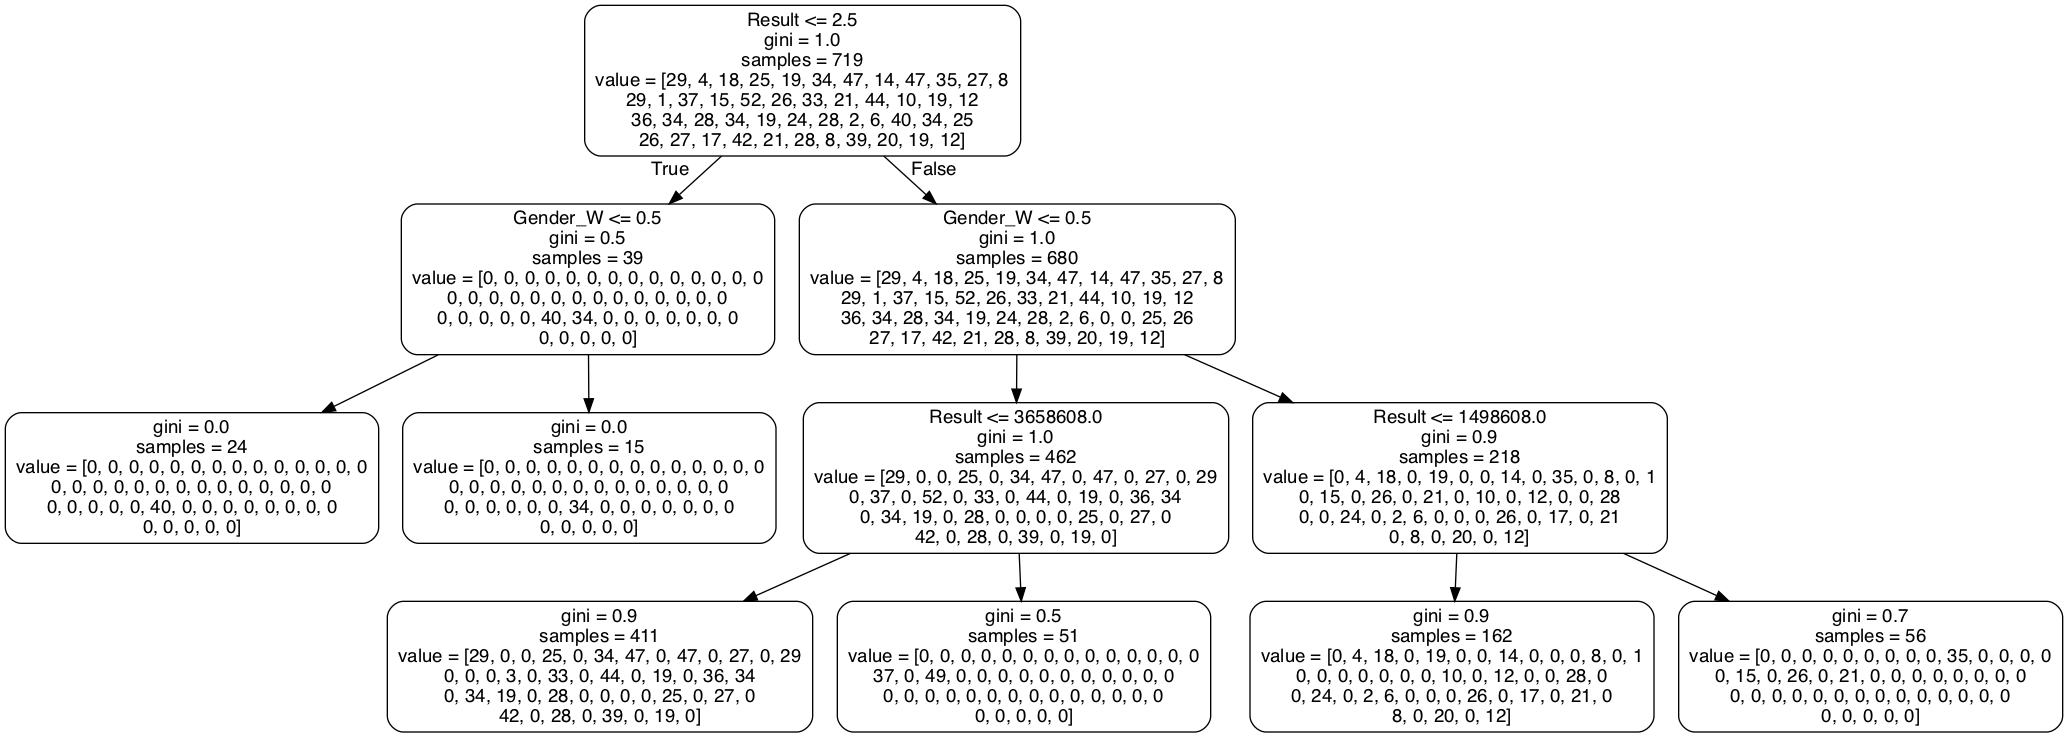 Result <= 2.5
gini = 1.0
samples = 719
value = [29, 4, 18, 25, 19, 34, 47, 14, 47, 35, 27, 8
29, 1, 37, 15, 52, 26, 33, 21, 44, 10, 19, 12
36, 34, 28, 34, 19, 24, 28, 2, 6, 40, 34, 25
26, 27, 17, 42, 21, 28, 8, 39, 20, 19, 12]
True
False
Gender_W <= 0.5
gini = 0.5
samples = 39
value = [0, 0, 0, 0, 0, 0, 0, 0, 0, 0, 0, 0, 0, 0
0, 0, 0, 0, 0, 0, 0, 0, 0, 0, 0, 0, 0, 0
0, 0, 0, 0, 0, 40, 34, 0, 0, 0, 0, 0, 0, 0
0, 0, 0, 0, 0]
Gender_W <= 0.5
gini = 1.0
samples = 680
value = [29, 4, 18, 25, 19, 34, 47, 14, 47, 35, 27, 8
29, 1, 37, 15, 52, 26, 33, 21, 44, 10, 19, 12
36, 34, 28, 34, 19, 24, 28, 2, 6, 0, 0, 25, 26
27, 17, 42, 21, 28, 8, 39, 20, 19, 12]
gini = 0.0
samples = 24
value = [0, 0, 0, 0, 0, 0, 0, 0, 0, 0, 0, 0, 0, 0
0, 0, 0, 0, 0, 0, 0, 0, 0, 0, 0, 0, 0, 0
0, 0, 0, 0, 0, 40, 0, 0, 0, 0, 0, 0, 0, 0
0, 0, 0, 0, 0]
gini = 0.0
samples = 15
value = [0, 0, 0, 0, 0, 0, 0, 0, 0, 0, 0, 0, 0, 0
0, 0, 0, 0, 0, 0, 0, 0, 0, 0, 0, 0, 0, 0
0, 0, 0, 0, 0, 0, 34, 0, 0, 0, 0, 0, 0, 0
0, 0, 0, 0, 0]
Result <= 3658608.0
gini = 1.0
samples = 462
value = [29, 0, 0, 25, 0, 34, 47, 0, 47, 0, 27, 0, 29
0, 37, 0, 52, 0, 33, 0, 44, 0, 19, 0, 36, 34
0, 34, 19, 0, 28, 0, 0, 0, 0, 25, 0, 27, 0
42, 0, 28, 0, 39, 0, 19, 0]
Result <= 1498608.0
gini = 0.9
samples = 218
value = [0, 4, 18, 0, 19, 0, 0, 14, 0, 35, 0, 8, 0, 1
0, 15, 0, 26, 0, 21, 0, 10, 0, 12, 0, 0, 28
0, 0, 24, 0, 2, 6, 0, 0, 0, 26, 0, 17, 0, 21
0, 8, 0, 20, 0, 12]
gini = 0.9
samples = 411
value = [29, 0, 0, 25, 0, 34, 47, 0, 47, 0, 27, 0, 29
0, 0, 0, 3, 0, 33, 0, 44, 0, 19, 0, 36, 34
0, 34, 19, 0, 28, 0, 0, 0, 0, 25, 0, 27, 0
42, 0, 28, 0, 39, 0, 19, 0]
gini = 0.5
samples = 51
value = [0, 0, 0, 0, 0, 0, 0, 0, 0, 0, 0, 0, 0, 0
37, 0, 49, 0, 0, 0, 0, 0, 0, 0, 0, 0, 0, 0
0, 0, 0, 0, 0, 0, 0, 0, 0, 0, 0, 0, 0, 0
0, 0, 0, 0, 0]
gini = 0.9
samples = 162
value = [0, 4, 18, 0, 19, 0, 0, 14, 0, 0, 0, 8, 0, 1
0, 0, 0, 0, 0, 0, 0, 10, 0, 12, 0, 0, 28, 0
0, 24, 0, 2, 6, 0, 0, 0, 26, 0, 17, 0, 21, 0
8, 0, 20, 0, 12]
gini = 0.7
samples = 56
value = [0, 0, 0, 0, 0, 0, 0, 0, 0, 35, 0, 0, 0, 0
0, 15, 0, 26, 0, 21, 0, 0, 0, 0, 0, 0, 0, 0
0, 0, 0, 0, 0, 0, 0, 0, 0, 0, 0, 0, 0, 0
0, 0, 0, 0, 0]